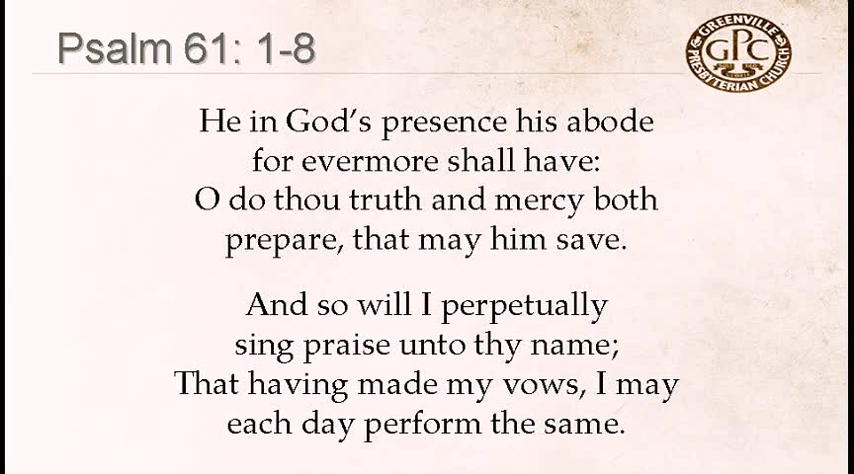 Psalm 61: 1-8
GREENVILLE
GPC
PRESBYTERIAN CHURCH
He in God's presence his abode
for evermore shall have:
O do thou truth and mercy both
prepare, that may him save.
And so will I perpetually
sing praise unto thy name;
That having made my vows, I may
each day perform the same.